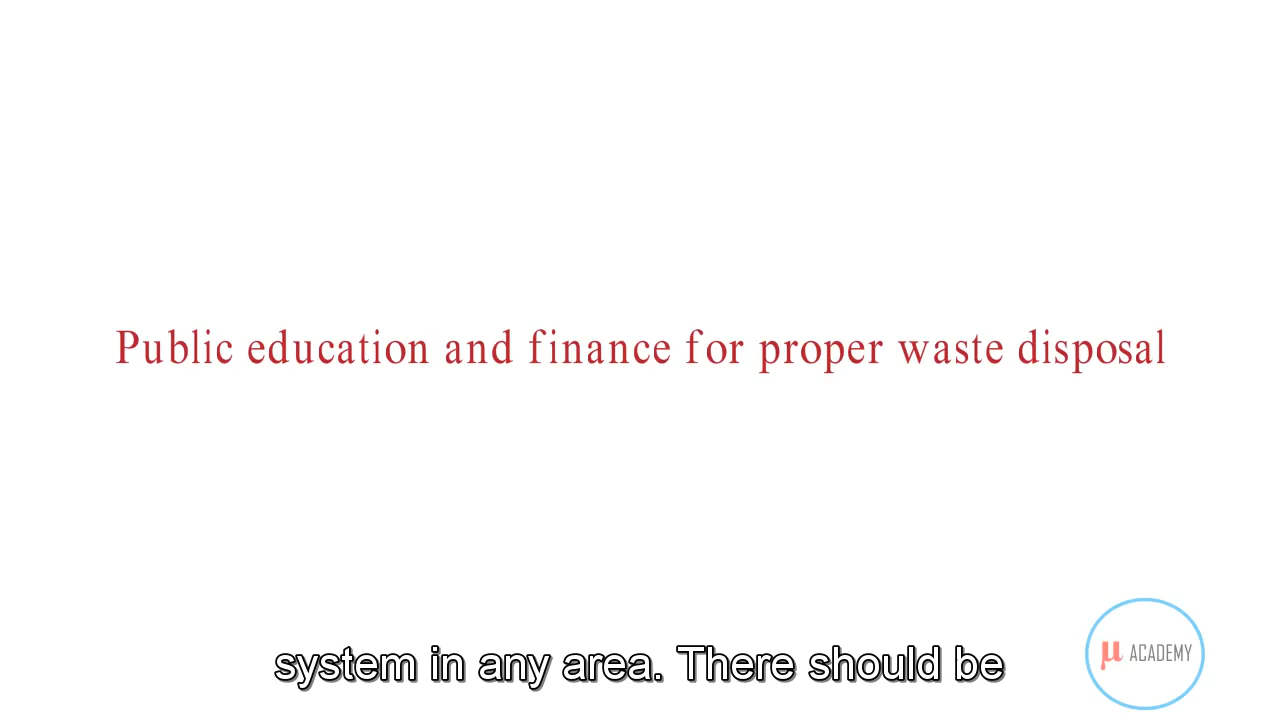 Public education and finance for proper waste disposal
system in any area. There should be
μ ACADEMY